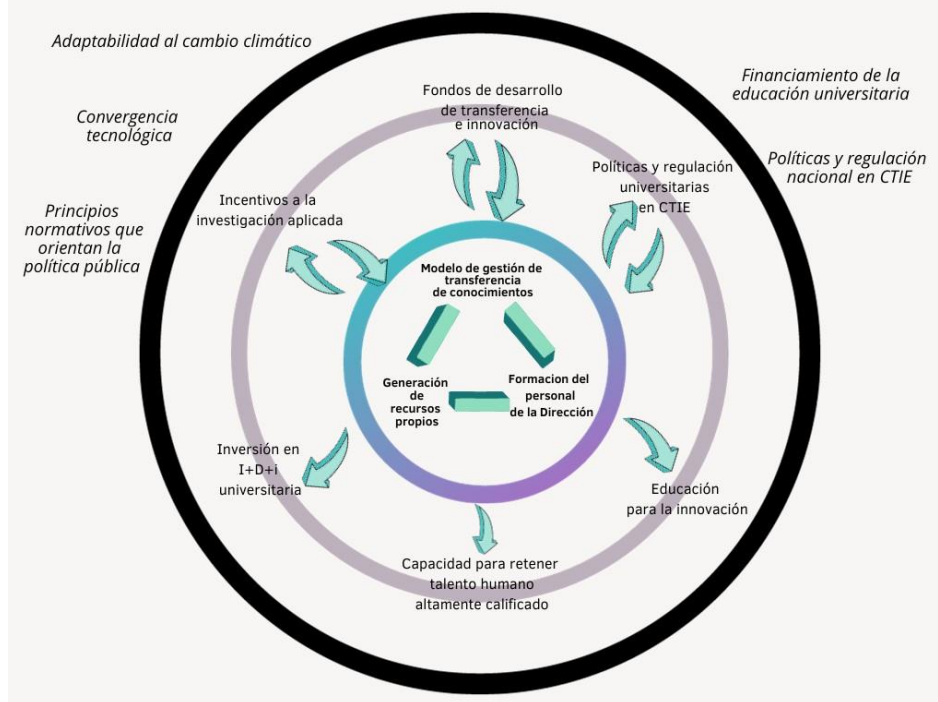 Adaptabilidad al cambio climático
Convergencia
tecnológica
Principios
normativos que
orientan la
política pública
Financiamiento de la
educación universitaria
Políticas y regulación
nacional en CTIE
Fondos de desarrollo
de transferencia
e innovación
Políticas y regulación
universitarias
en CTIE
Incentivos a la
investigación aplicada
Modelo de gestión de
transferencia
de conocimientos
Generación
de
recursos
propios
Formacion del
personal
de la Dirección
Inversión en
I+D+i
universitaria
Educación
para la innovación
Capacidad para retener
talento humano
altamente calificado